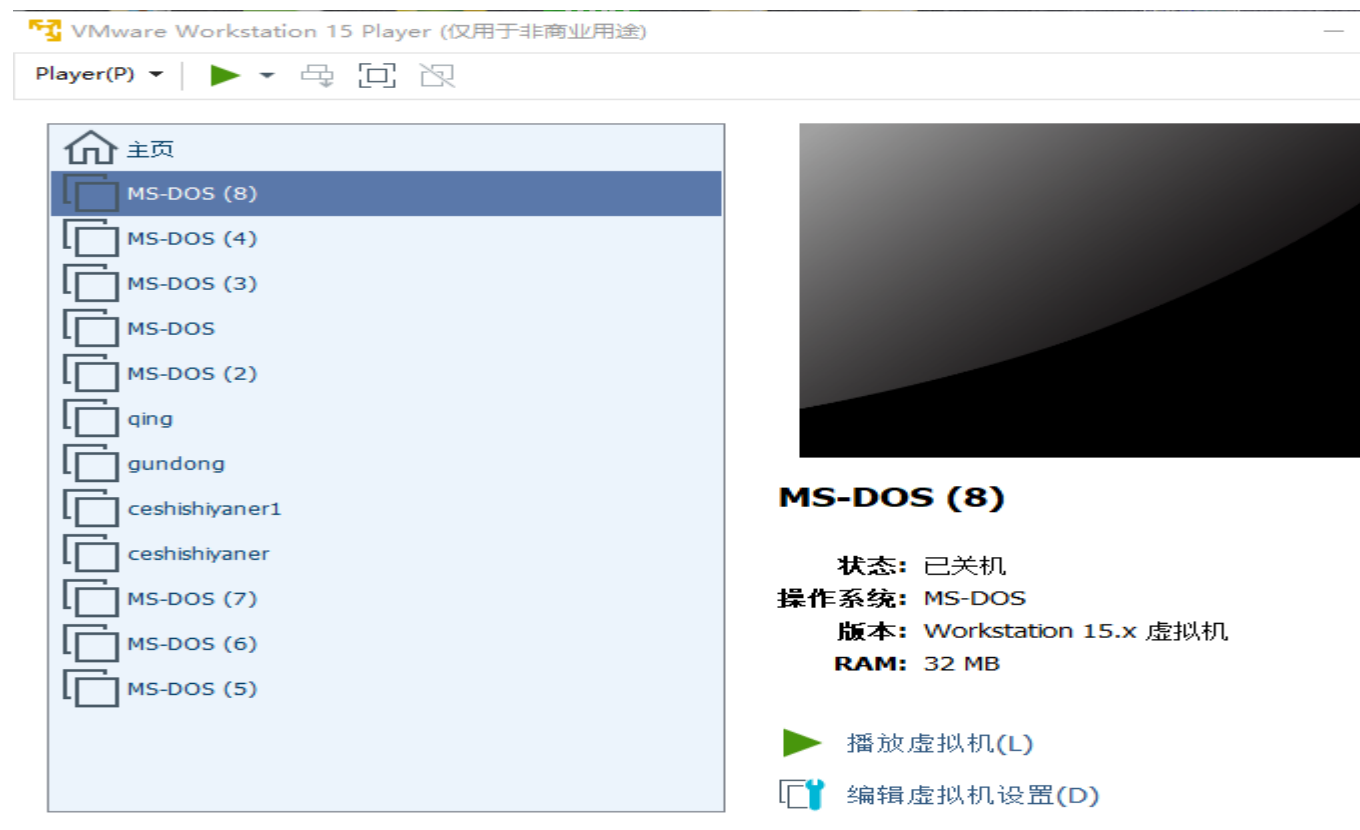 VMware Workstation 15 Player (仅用于非商业用途)
Player(P)
主页
MS-DOS (8)
MS-DOS (4)
MS-DOS (3)
MS-DOS
MS-DOS (2)
qing
gundong
ceshishiyaner1
ceshishiyaner
MS-DOS (7)
MS-DOS (6)
MS-DOS (5)
MS-DOS (8)
状态: 已关机
操作系统: MS-DOS
版本: Workstation 15.x 虚拟机
RAM: 32 MB
播放虚拟机(L)
编辑虚拟机设置(D)